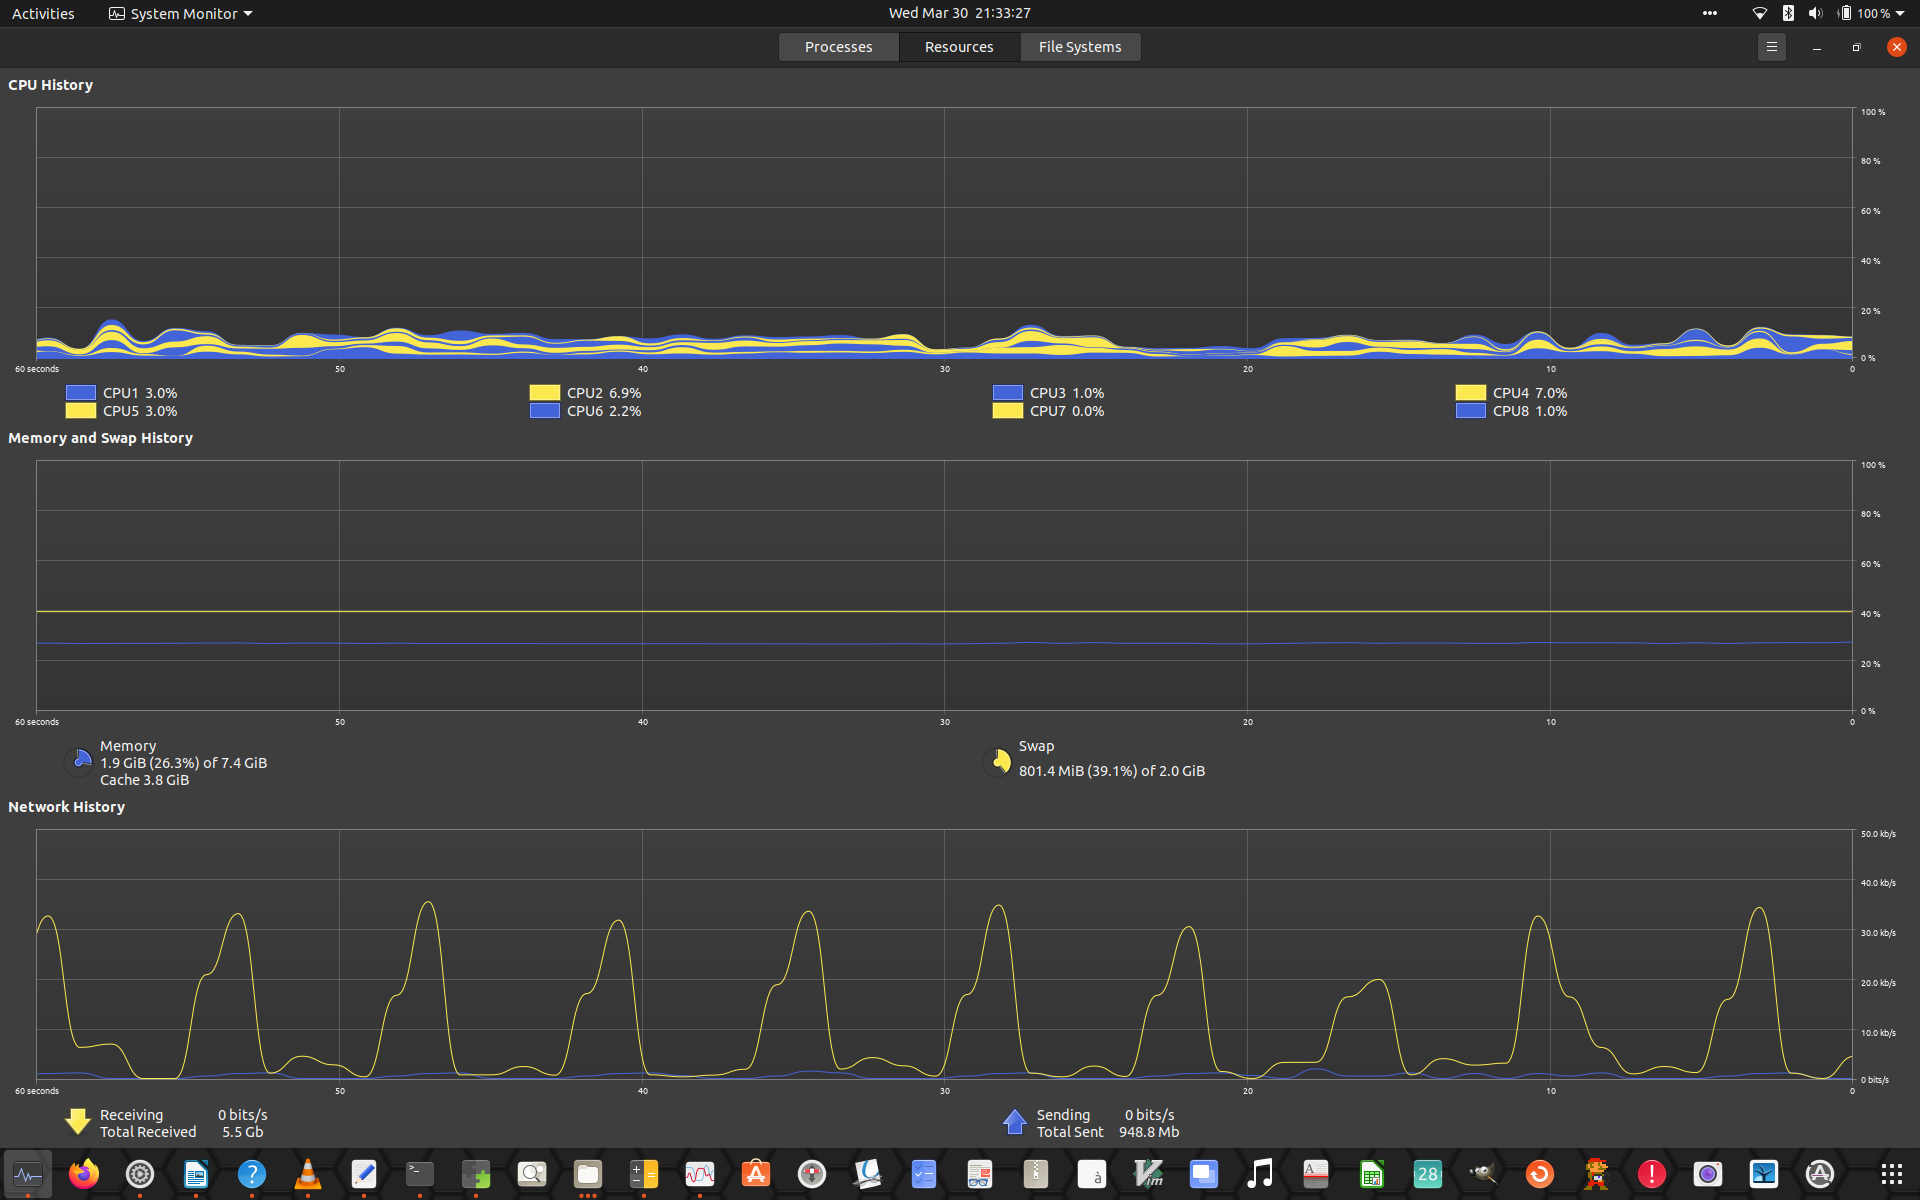 Activities System Monitor Wed Mar 30 21:33:27 100 %
Processes Resources File Systems
CPU History
100 %
80 %
60 %
40 %
20 %
0 %
60 seconds 50 40 30 20 10 0
CPU1 3.0% CPU2 6.9% CPU3 1.0% CPU4 7.0%
CPU5 3.0% CPU6 2.2% CPU7 0.0% CPU8 1.0%
Memory and Swap History
100 %
80 %
60 %
40 %
20 %
0 %
60 seconds 50 40 30 20 10 0
Memory Swap
1.9 GiB (26.3%) of 7.4 GiB 801.4 MiB (39.1%) of 2.0 GiB
Cache 3.8 GiB
Network History
50.0 kb/s
40.0 kb/s
30.0 kb/s
20.0 kb/s
10.0 kb/s
0 bits/s
60 seconds 50 40 30 20 10 0
Receiving 0 bits/s Sending 0 bits/s
Total Received 5.5 Gb Total Sent 948.8 Mb
? >_ à Vim A 28 !